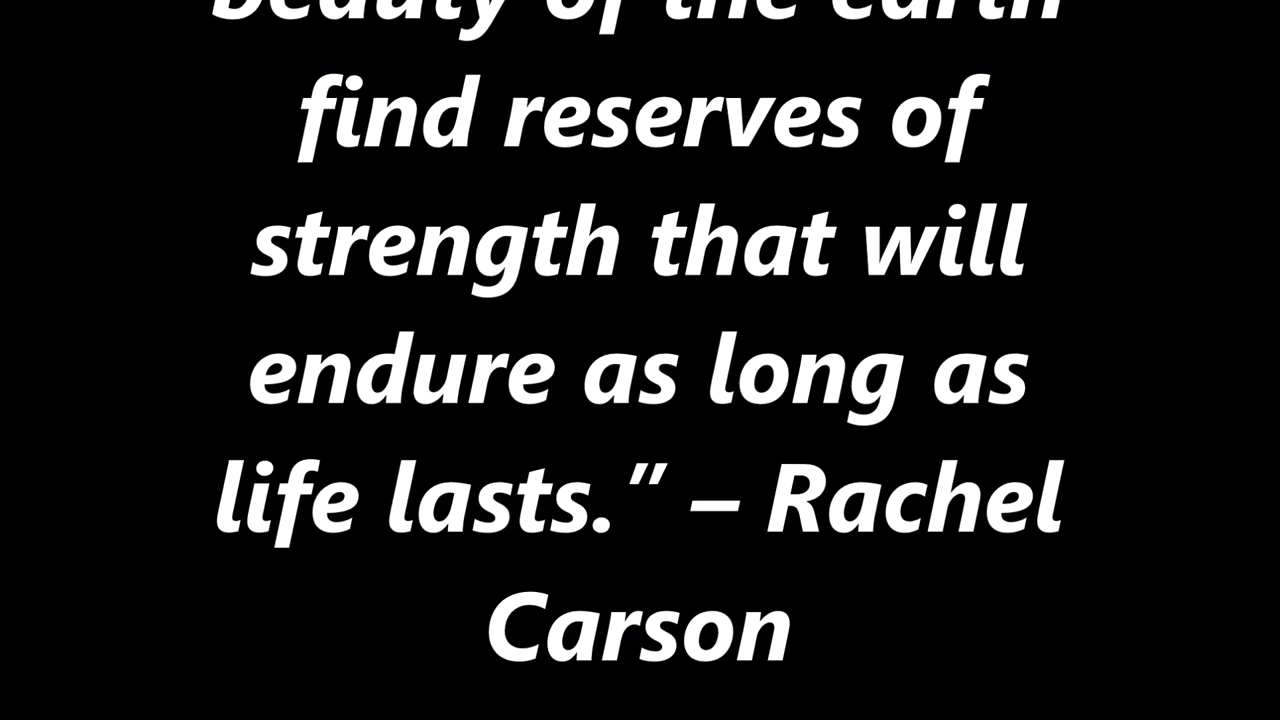 beauty of the earth
find reserves of
strength that will
endure as long as
life lasts.” – Rachel
Carson